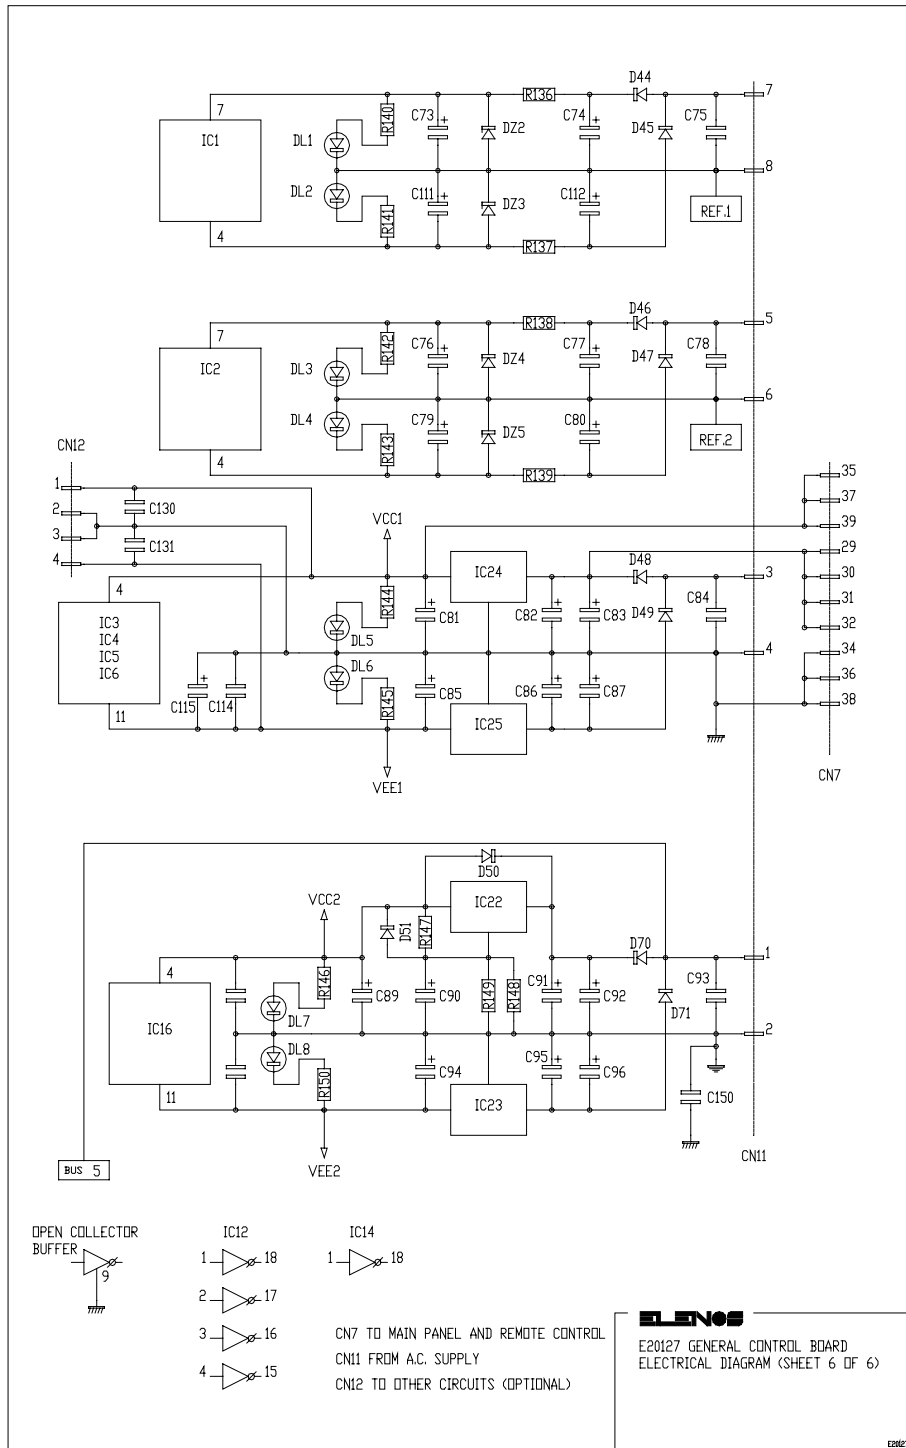 D44
7
7
R136
R140
C73
+
C74
+
C75
IC1
DL1
DZ2
D45
8
DL2
C111
+
DZ3
C112
+
REF.1
R141
4
R137
D46
5
7
R138
R142
C76
+
C77
+
C78
IC2
DL3
DZ4
D47
6
DL4
C79
+
DZ5
C80
+
REF.2
R143
4
R139
CN12
35
1
37
2
C130
VCC1
39
3
C131
4
29
IC24
D48
3
30
4
R144
C81
+
C82
+
C83
+
D49
C84
31
IC3
IC4
IC5
IC6
DL5
32
4
34
DL6
36
C115
+
C114
C85
+
C86
+
C87
+
R145
38
11
IC25
VEE1
CN7
D50
VCC2
IC22
D51
R147
D70
1
4
R146
C89
+
C90
+
R149
R148
C91
+
C92
+
C93
IC16
DL7
D71
2
DL8
C94
+
C95
+
C96
+
R150
C150
11
IC23
CN11
BUS 5
VEE2
OPEN COLLECTOR
BUFFER
9
IC12
1
18
2
17
3
16
4
15
IC14
1
18
CN7 TO MAIN PANEL AND REMOTE CONTROL
CN11 FROM A.C. SUPPLY
CN12 TO OTHER CIRCUITS (OPTIONAL)
ELENOS
E20127 GENERAL CONTROL BOARD
ELECTRICAL DIAGRAM (SHEET 6 OF 6)